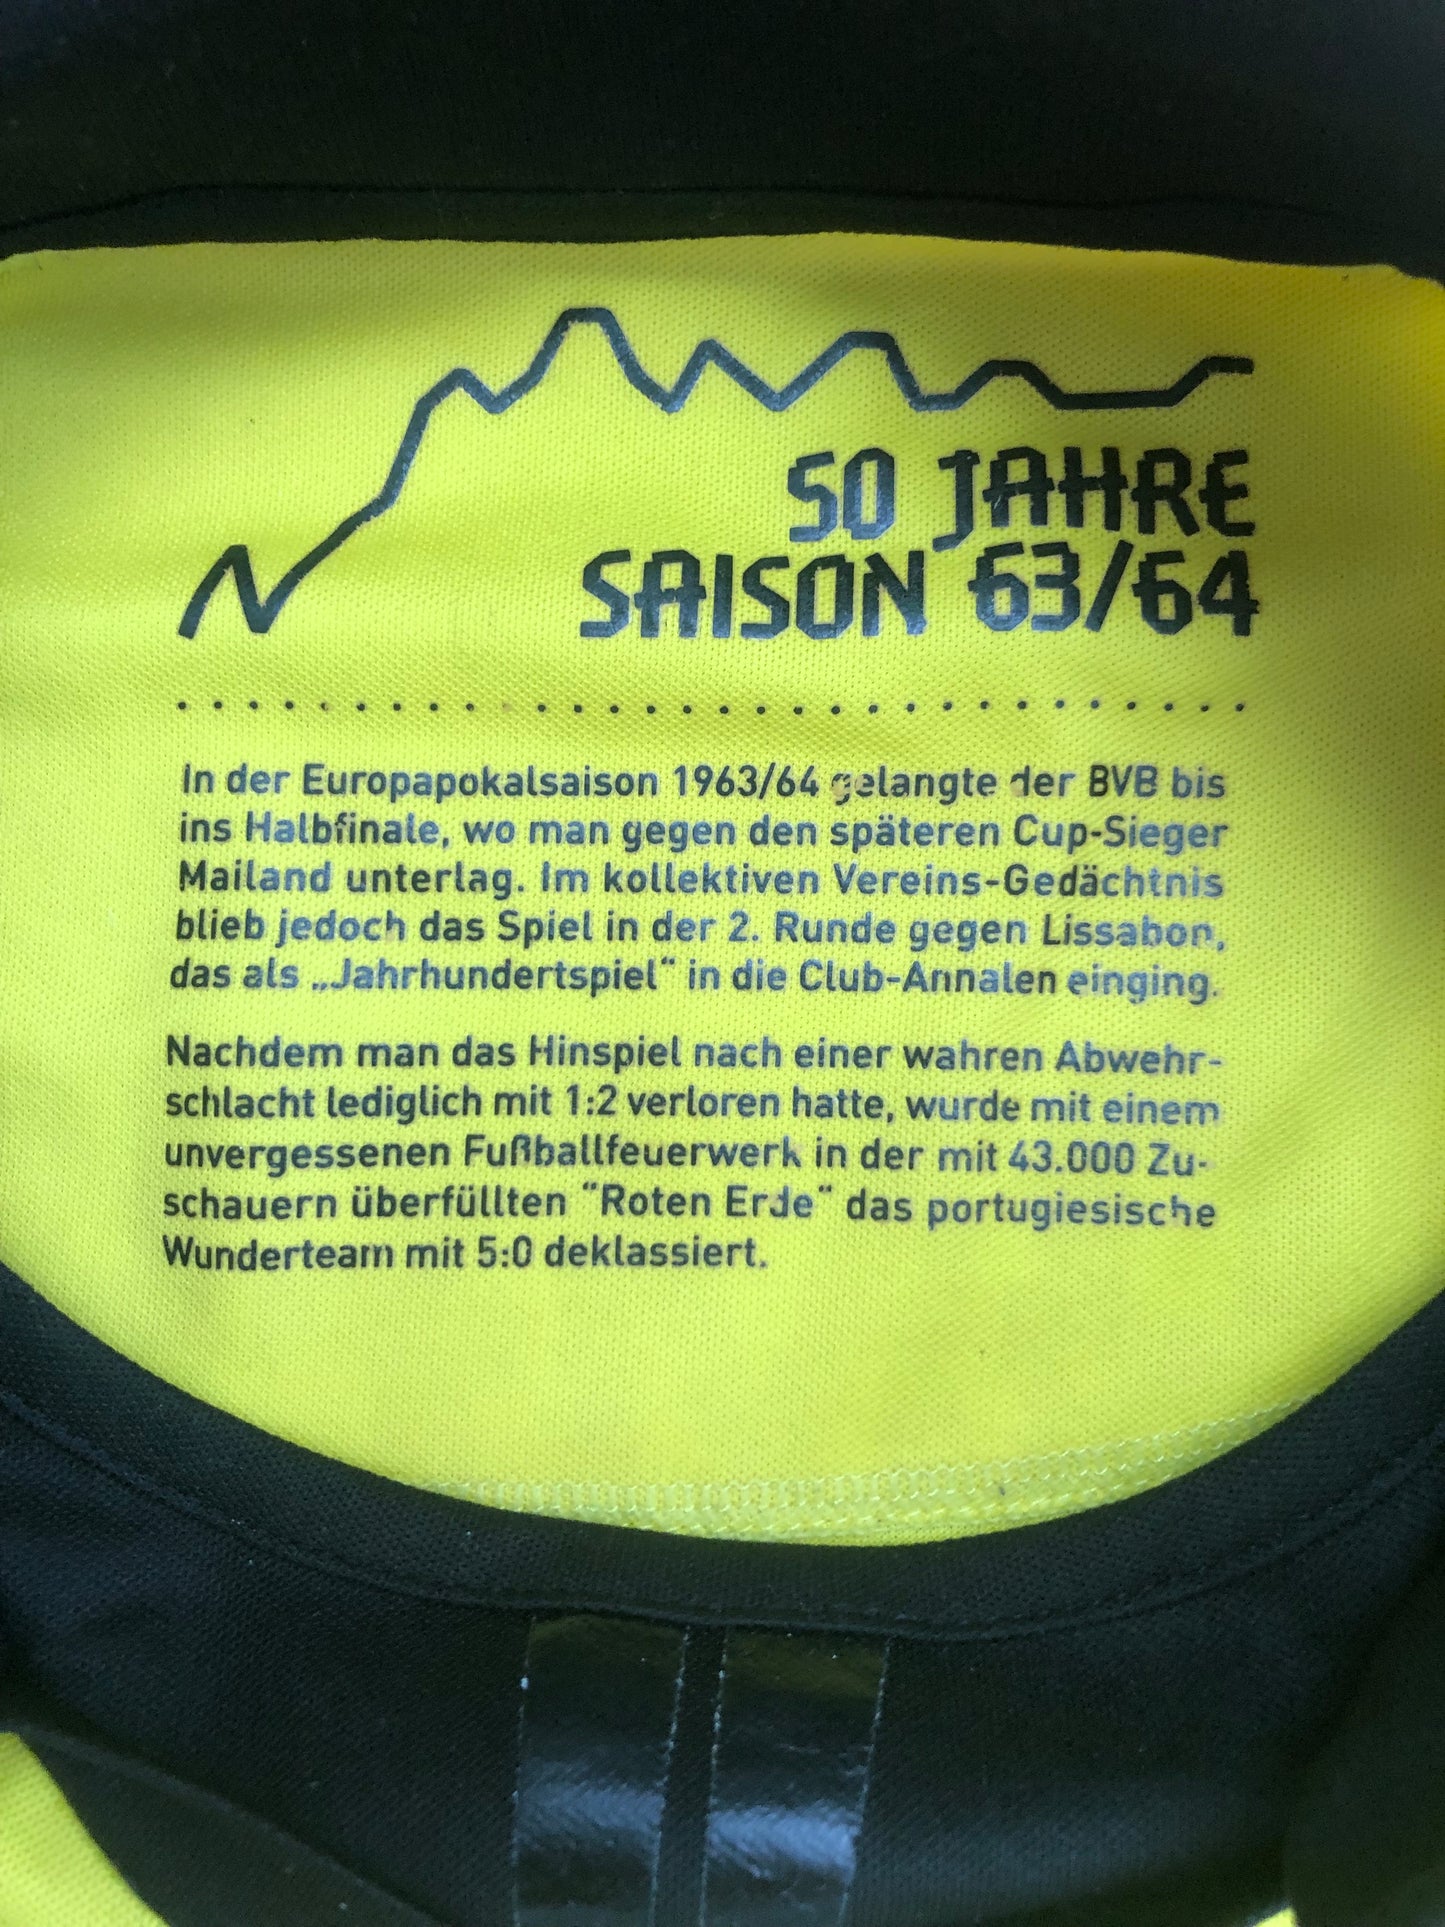 50 JAHRE
SAISON 63/64
In der Europapokalsaison 1963/64 gelangte der BVB bis
ins Halbfinale, wo man gegen den späteren Cup-Sieger
Mailand unterlag. Im kollektiven Vereins-Gedächtnis
blieb jedoch das Spiel in der 2. Runde gegen Lissabon,
das als „Jahrhundertspiel“ in die Club-Annalen einging.
Nachdem man das Hinspiel nach einer wahren Abwehr-
schlacht lediglich mit 1:2 verloren hatte, wurde mit einem
unvergessenen Fußballfeuerwerk in der mit 43.000 Zu-
schauern überfüllten “Roten Erde“ das portugiesische
Wunderteam mit 5:0 deklassiert.